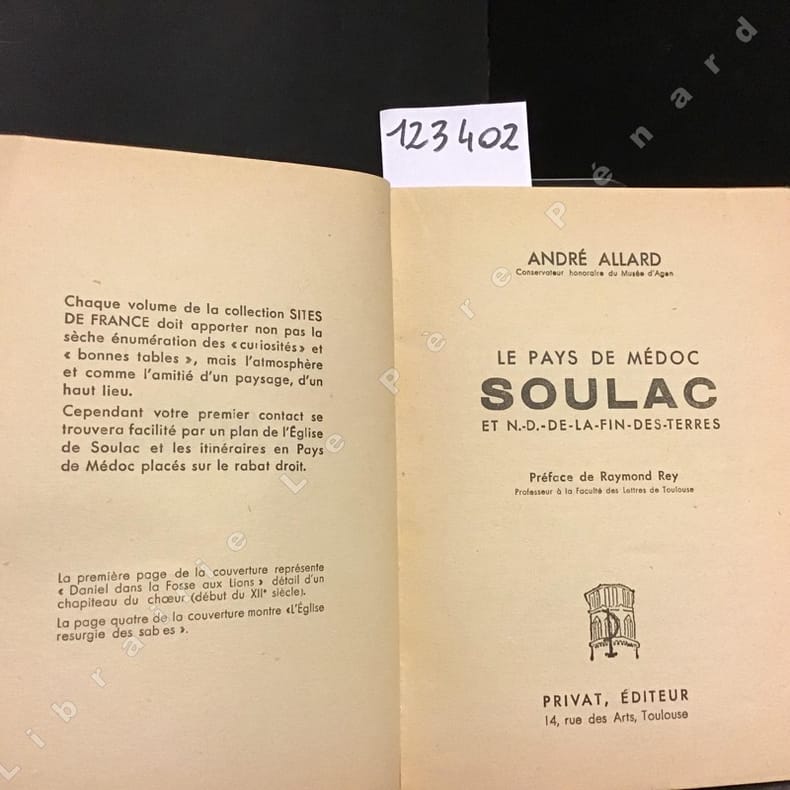 123402
Chaque volume de la collection SITES
DE FRANCE doit apporter non pas la
sèche énumération des « curiosités » et
« bonnes tables », mais l'atmosphère
et comme l'amitié d'un paysage, d'un
haut lieu.
Cependant votre premier contact se
trouvera facilité par un plan de l'Église
de Soulac et les itinéraires en Pays
de Médoc placés sur le rabat droit.
La première page de la couverture représente
« Daniel dans la Fosse aux Lions » détail d'un
chapiteau du chœur (début du XIIe siècle).
La page quatre de la couverture montre «L'Église
resurgie des sab es ».
ANDRÉ ALLARD
Conservateur honoraire du Musée d'Agen
LE PAYS DE MÉDOC
SOULAC
ET N.-D.-DE-LA-FIN-DES-TERRES
Préface de Raymond Rey
Professeur à la Faculté des Lettres de Toulouse
P
PRIVAT, ÉDITEUR
14, rue des Arts, Toulouse
Librairie Le Père Pénard